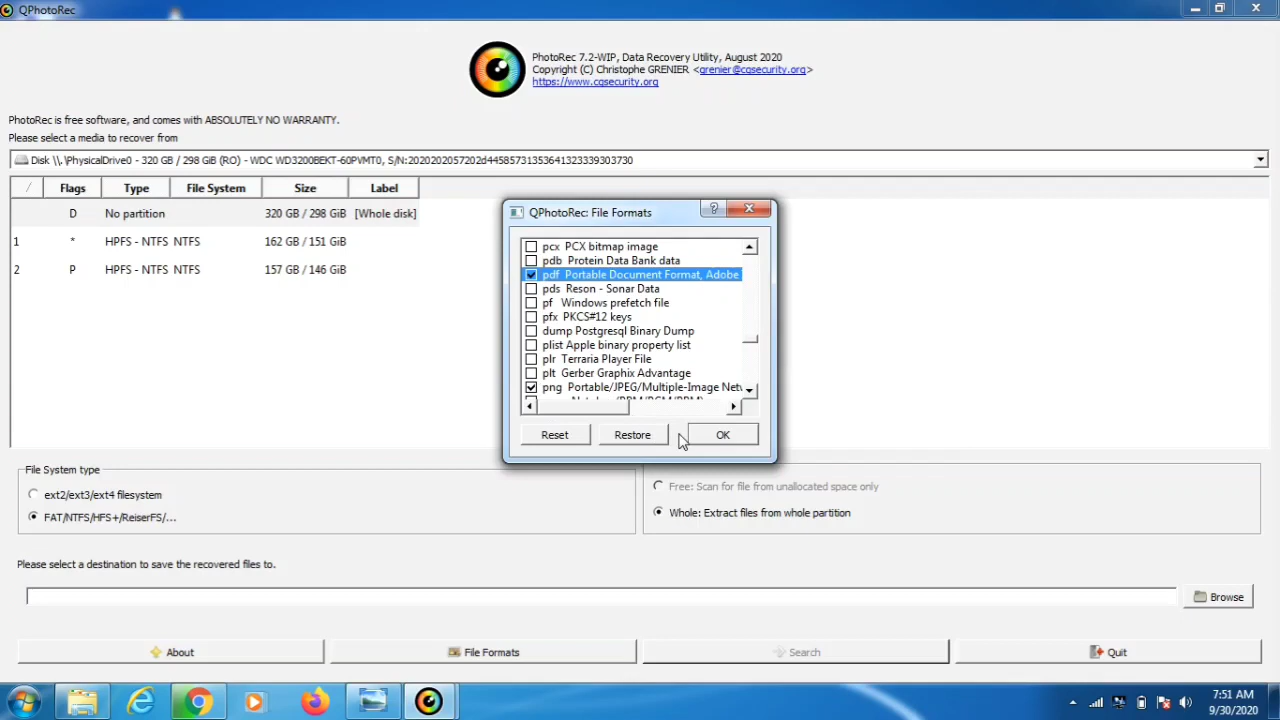 QPhotoRec
PhotoRec 7.2-WIP, Data Recovery Utility, August 2020
Copyright (C) Christophe GRENIER <grenier@cgsecurity.org>
https://www.cgsecurity.org
PhotoRec is free software, and comes with ABSOLUTELY NO WARRANTY.
Please select a media to recover from
Disk \\.\PhysicalDrive0 - 320 GB / 298 GiB (RO) - WDC WD3200BEKT-60PVMT0, S/N:2020202057202d44585731353641323339303730
/ Flags Type File System Size Label
D No partition 320 GB / 298 GiB [Whole disk]
1 * HPFS - NTFS NTFS 162 GB / 151 GiB
2 P HPFS - NTFS NTFS 157 GB / 146 GiB
QPhotoRec: File Formats
pcx PCX bitmap image
pdb Protein Data Bank data
pdf Portable Document Format, Adobe
pds Reson - Sonar Data
pf Windows prefetch file
pfx PKCS#12 keys
dump Postgresql Binary Dump
plist Apple binary property list
plr Terraria Player File
plt Gerber Graphix Advantage
png Portable/JPEG/Multiple-Image Netw
Reset Restore OK
File System type
ext2/ext3/ext4 filesystem
FAT/NTFS/HFS+/ReiserFS/...
Free: Scan for file from unallocated space only
Whole: Extract files from whole partition
Please select a destination to save the recovered files to.
Browse
About File Formats Search Quit
7:51 AM
9/30/2020